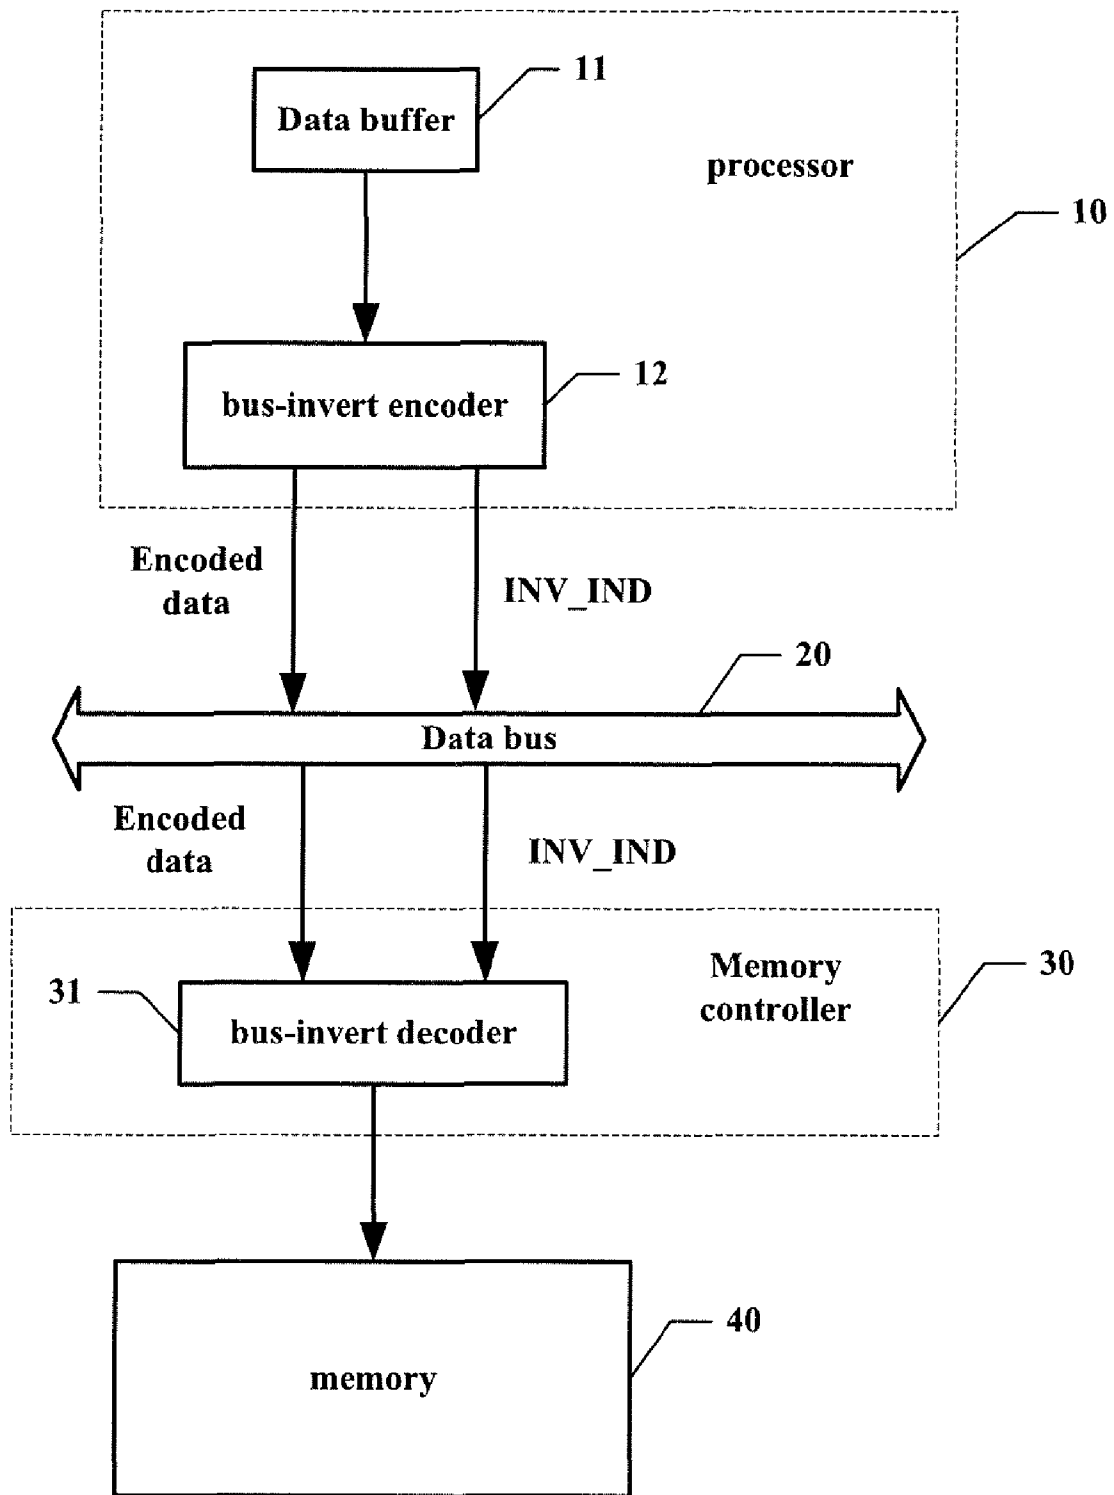 11
Data buffer
processor
10
12
bus-invert encoder
Encoded
data
INV_IND
20
Data bus
Encoded
data
INV_IND
Memory
controller
30
31
bus-invert decoder
40
memory